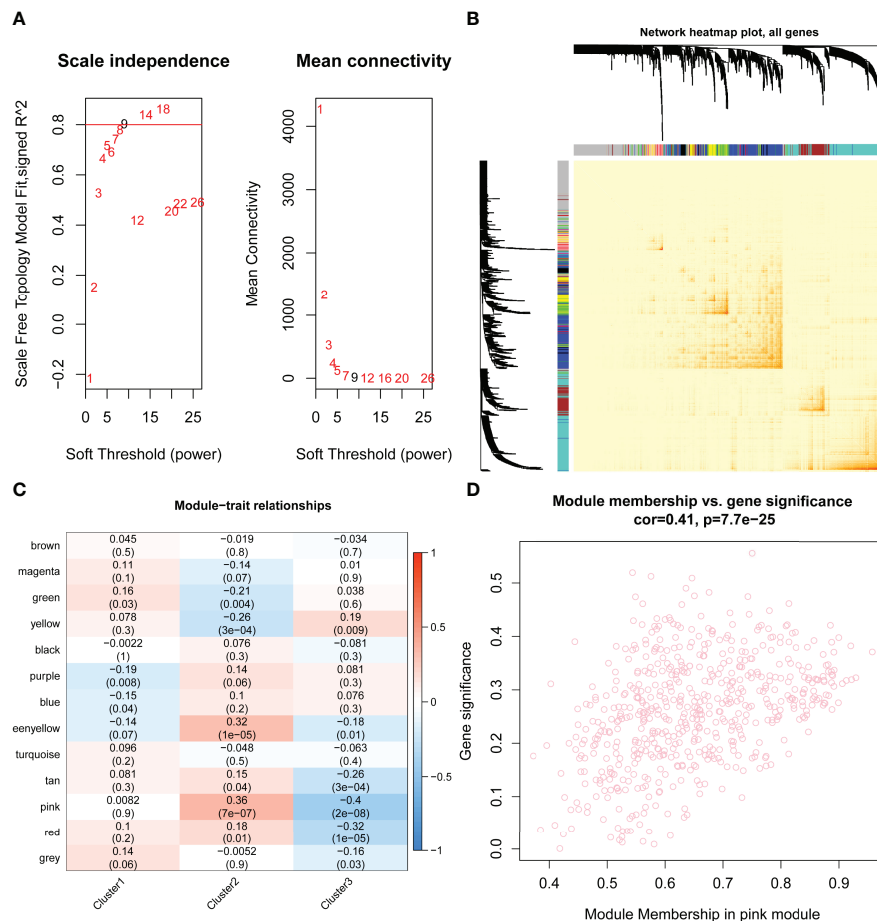 A
Scale independence
Scale Free Topology Model Fit,signed R^2
−0.2
0.0
0.2
0.4
0.6
0.8
1
2
3
4
5
6
7
8
9
12
14
18
20
22
26
0
5
15
25
Soft Threshold (power)
Mean connectivity
Mean Connectivity
0
1000
2000
3000
4000
1
2
3
4
5
7
9
12
16
20
26
0
5
15
25
Soft Threshold (power)
B
Network heatmap plot, all genes
C
Module−trait relationships
brown 0.045 −0.019 −0.034
(0.5) (0.8) (0.7)
magenta 0.11 −0.14 0.01
(0.1) (0.07) (0.9)
green 0.16 −0.21 0.038
(0.03) (0.004) (0.6)
yellow 0.078 −0.26 0.19
(0.3) (3e−04) (0.009)
black −0.0022 0.076 −0.081
(1) (0.3) (0.3)
purple −0.19 0.14 0.081
(0.008) (0.06) (0.3)
blue −0.15 0.1 0.076
(0.04) (0.2) (0.3)
eenyellow −0.14 0.32 −0.18
(0.07) (1e−05) (0.01)
turquoise 0.096 −0.048 −0.063
(0.2) (0.5) (0.4)
tan 0.081 0.15 −0.26
(0.3) (0.04) (3e−04)
pink 0.0082 0.36 −0.4
(0.9) (7e−07) (2e−08)
red 0.1 0.18 −0.32
(0.2) (0.01) (1e−05)
grey 0.14 −0.0052 −0.16
(0.06) (0.9) (0.03)
Cluster1 Cluster2 Cluster3
1
0.5
0
−0.5
−1
D
Module membership vs. gene significance
cor=0.41, p=7.7e−25
Gene significance
0.5
0.4
0.3
0.2
0.1
0.0
0.4 0.5 0.6 0.7 0.8 0.9
Module Membership in pink module